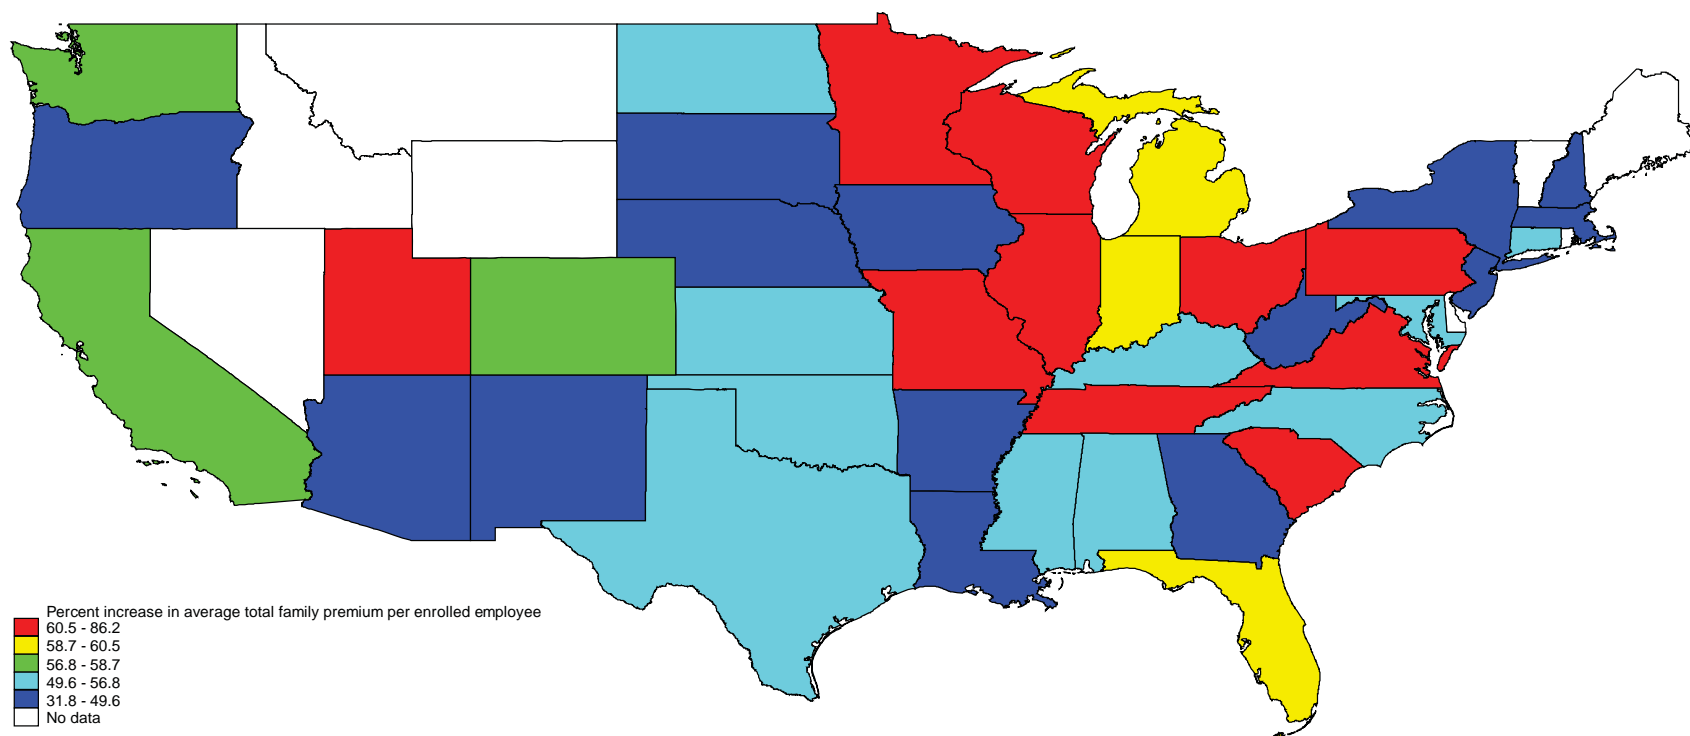 Percent increase in average total family premium per enrolled employee
60.5 - 86.2
58.7 - 60.5
56.8 - 58.7
49.6 - 56.8
31.8 - 49.6
No data